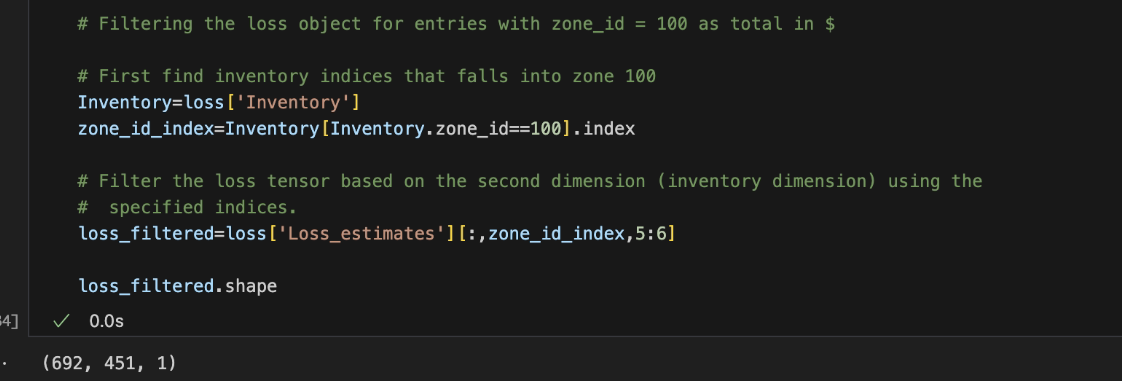 # Filtering the loss object for entries with zone_id = 100 as total in $
# First find inventory indices that falls into zone 100
Inventory=loss['Inventory']
zone_id_index=Inventory[Inventory.zone_id==100].index
# Filter the loss tensor based on the second dimension (inventory dimension) using the
#  specified indices.
loss_filtered=loss['Loss_estimates'][:,zone_id_index,5:6]
loss_filtered.shape
4] ✓ 0.0s
(692, 451, 1)